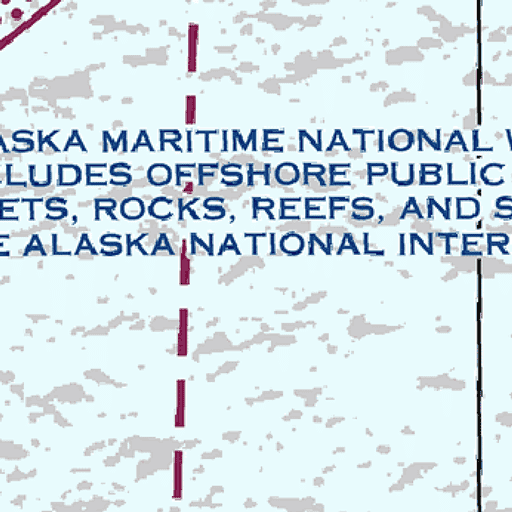 ASKA MARITIME NATIONAL
LUDES OFFSHORE PUBLIC
ETS, ROCKS, REEFS, AND S
E ALASKA NATIONAL INTER